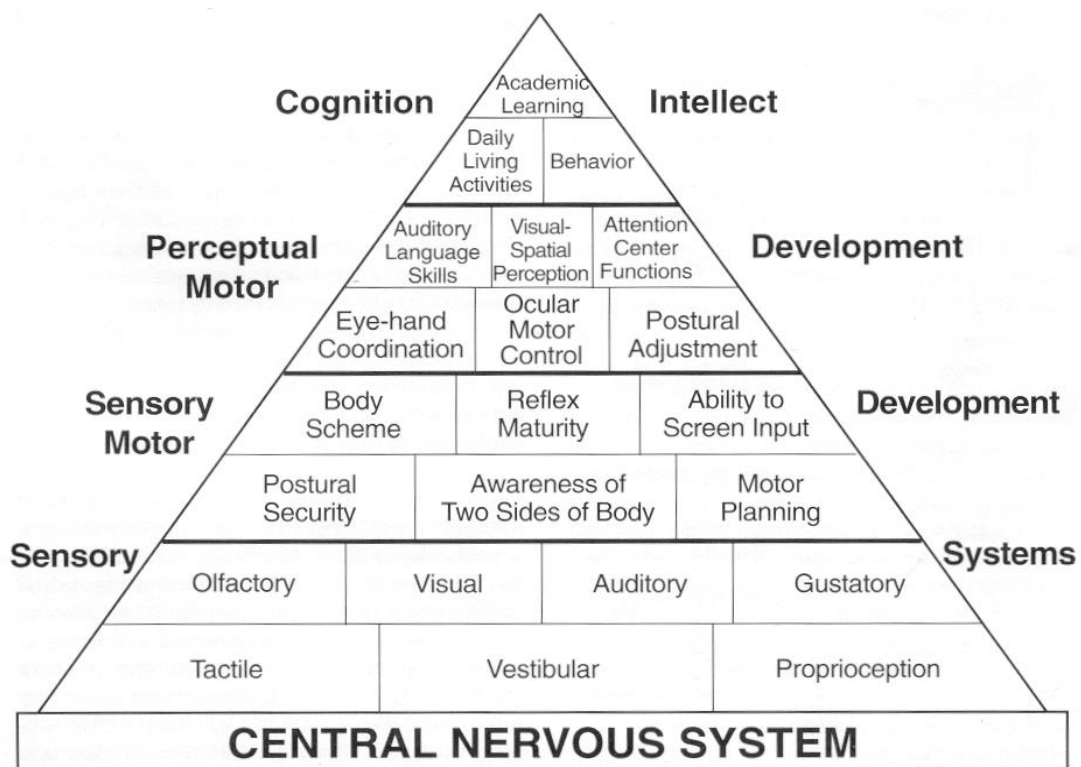 Academic
Learning
Cognition
Intellect
Daily
Living
Activities
Behavior
Perceptual
Motor
Auditory
Language
Skills
Visual-
Spatial
Perception
Attention
Center
Functions
Development
Eye-hand
Coordination
Ocular
Motor
Control
Postural
Adjustment
Sensory
Motor
Body
Scheme
Reflex
Maturity
Ability to
Screen Input
Development
Postural
Security
Awareness of
Two Sides of Body
Motor
Planning
Sensory
Systems
Olfactory
Visual
Auditory
Gustatory
Tactile
Vestibular
Proprioception
CENTRAL NERVOUS SYSTEM